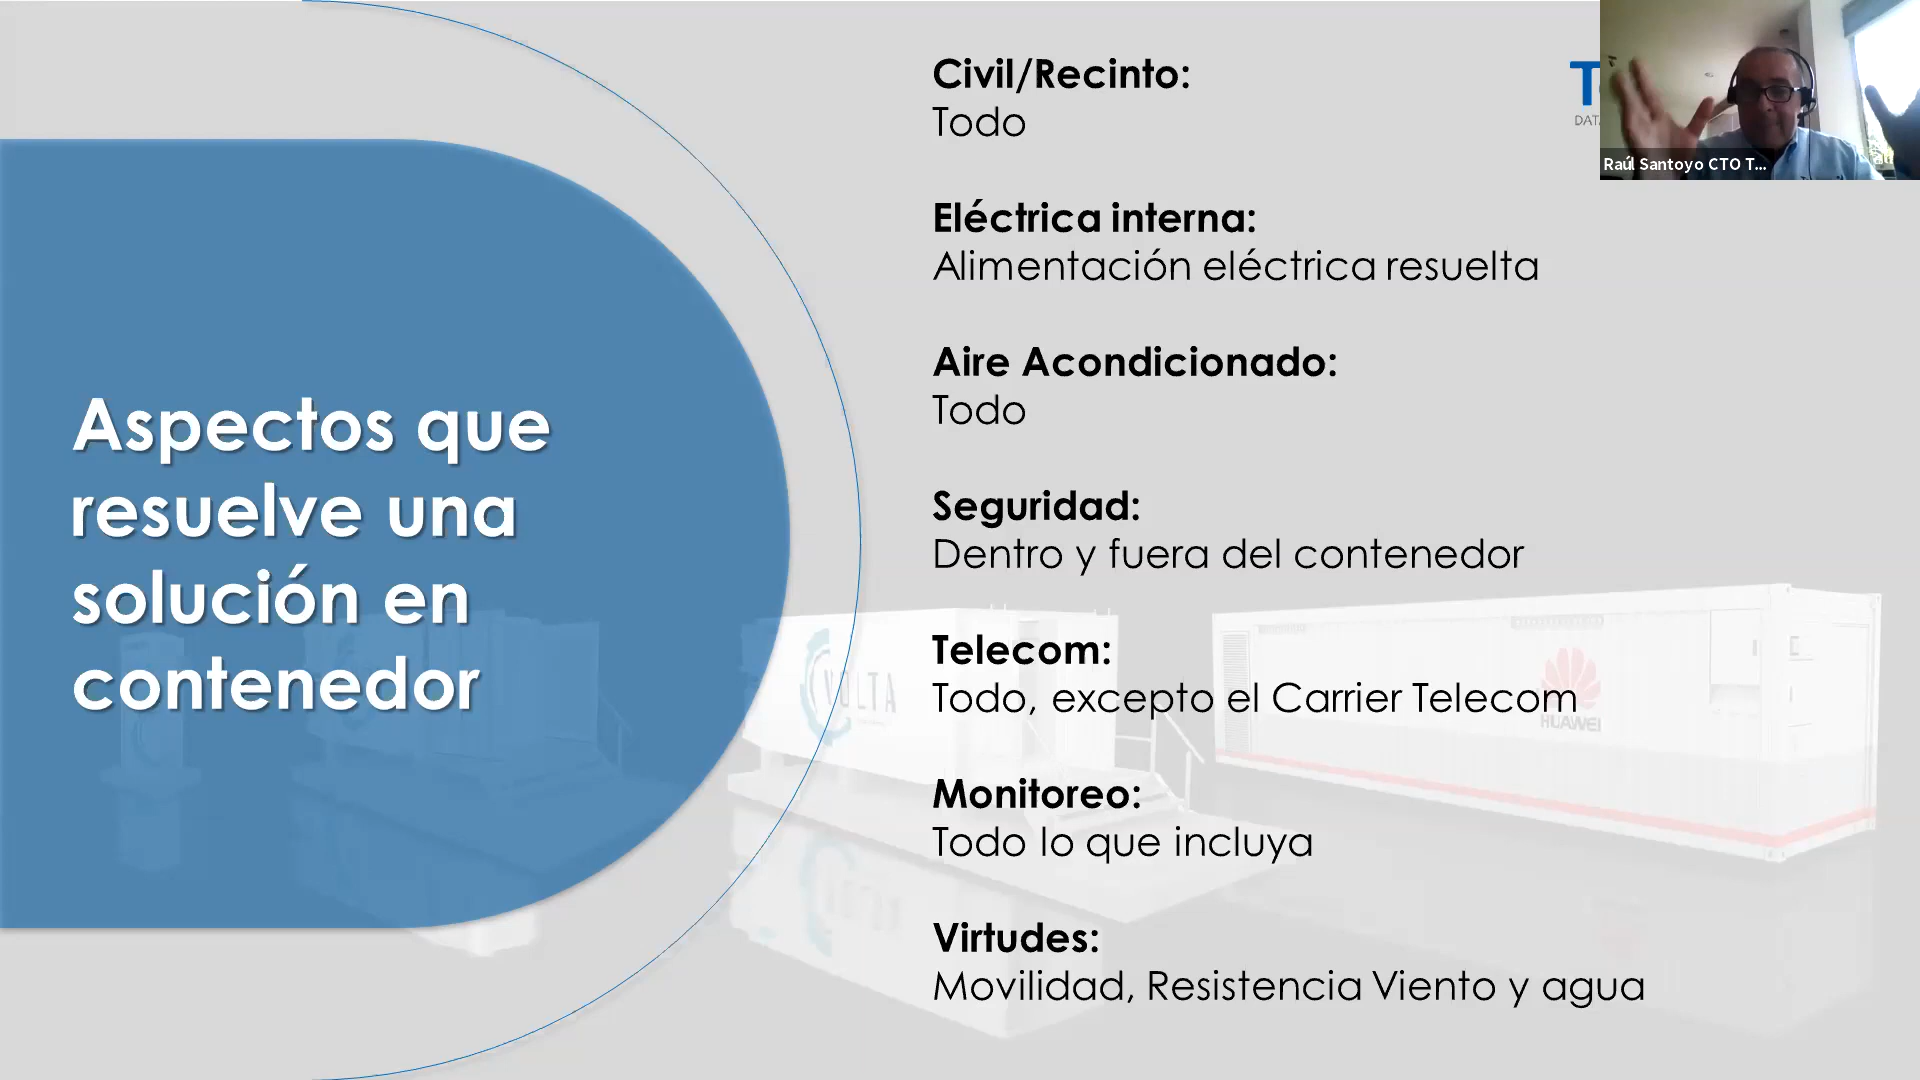 Aspectos que
resuelve una
solución en
contenedor
Civil/Recinto:
Todo
Eléctrica interna:
Alimentación eléctrica resuelta
Aire Acondicionado:
Todo
Seguridad:
Dentro y fuera del contenedor
Telecom:
Todo, excepto el Carrier Telecom
Monitoreo:
Todo lo que incluya
Virtudes:
Movilidad, Resistencia Viento y agua
Raúl Santoyo CTO T...
VOLTA
HUAWEI